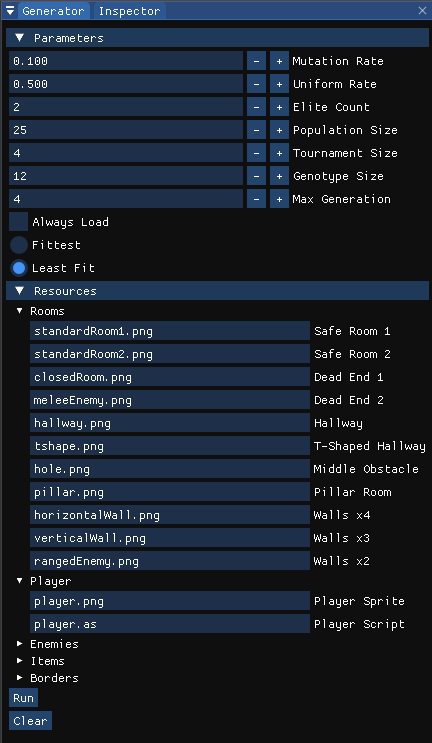 Generator Inspector
Parameters
0.100 - + Mutation Rate
0.500 - + Uniform Rate
2 - + Elite Count
25 - + Population Size
4 - + Tournament Size
12 - + Genotype Size
4 - + Max Generation
Always Load
Fittest
Least Fit
Resources
Rooms
standardRoom1.png Safe Room 1
standardRoom2.png Safe Room 2
closedRoom.png Dead End 1
meleeEnemy.png Dead End 2
hallway.png Hallway
tshape.png T-Shaped Hallway
hole.png Middle Obstacle
pillar.png Pillar Room
horizontalWall.png Walls x4
verticalWall.png Walls x3
rangedEnemy.png Walls x2
Player
player.png Player Sprite
player.as Player Script
Enemies
Items
Borders
Run
Clear